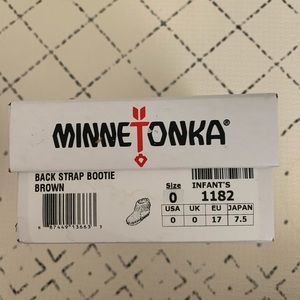 MINNETONKA®
BACK STRAP BOOTIE
BROWN
Size INFANT'S
0 1182
USA UK EU JAPAN
0 0 17 7.5